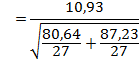 = 10,93 / √(80,64/27 + 87,23/27)